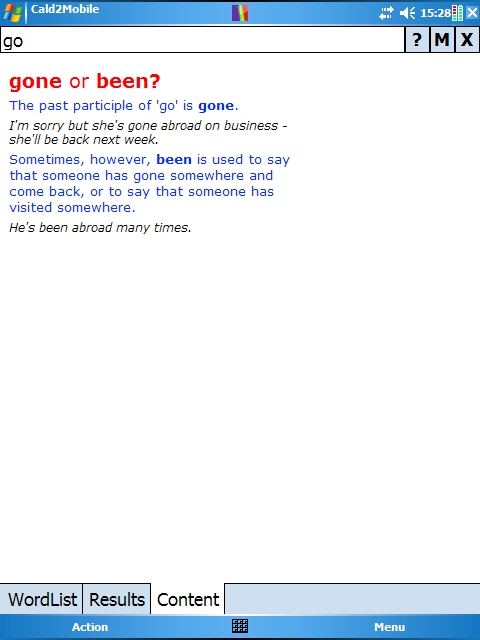 Cald2Mobile
15:28
go
? M X
gone or been?
The past participle of 'go' is gone.
I'm sorry but she's gone abroad on business -
she'll be back next week.
Sometimes, however, been is used to say
that someone has gone somewhere and
come back, or to say that someone has
visited somewhere.
He's been abroad many times.
WordList Results Content
Action Menu